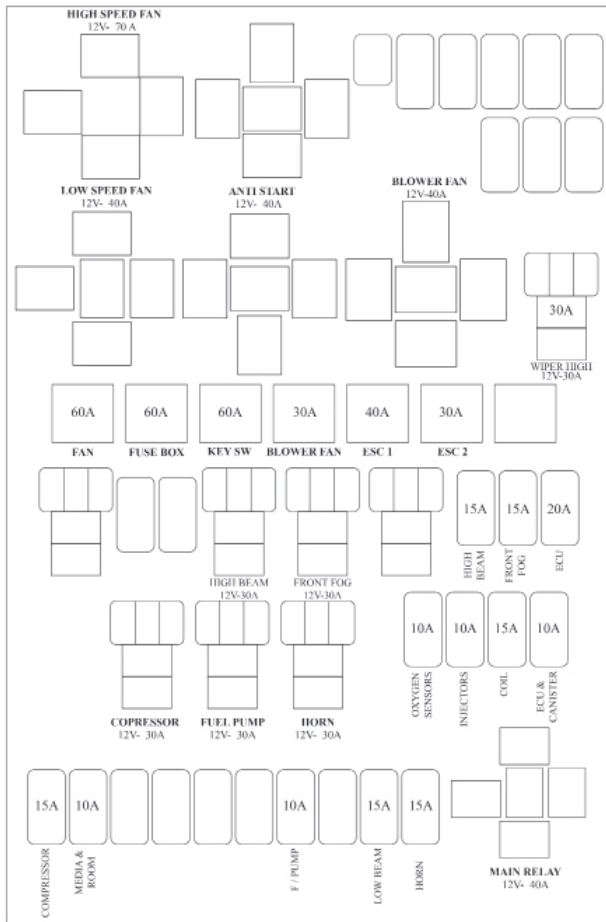 HIGH SPEED FAN
12V- 70 A
LOW SPEED FAN
12V- 40A
ANTI START
12V- 40A
BLOWER FAN
12V-40A
30A
WIPER HIGH
12V-30A
60A
60A
60A
30A
40A
30A
FAN
FUSE BOX
KEY SW
BLOWER FAN
ESC 1
ESC 2
15A
15A
20A
HIGH
BEAM
FRONT
FOG
ECU
HIGH BEAM
12V-30A
FRONT FOG
12V-30A
10A
10A
15A
10A
OXYGEN
SENSORS
INJECTORS
COIL
ECU &
CANISTER
COPRESSOR
12V- 30A
FUEL PUMP
12V- 30A
HORN
12V- 30A
15A
10A
10A
15A
15A
COMPRESSOR
MEDIA &
ROOM
F / PUMP
LOW BEAM
HORN
MAIN RELAY
12V- 40A